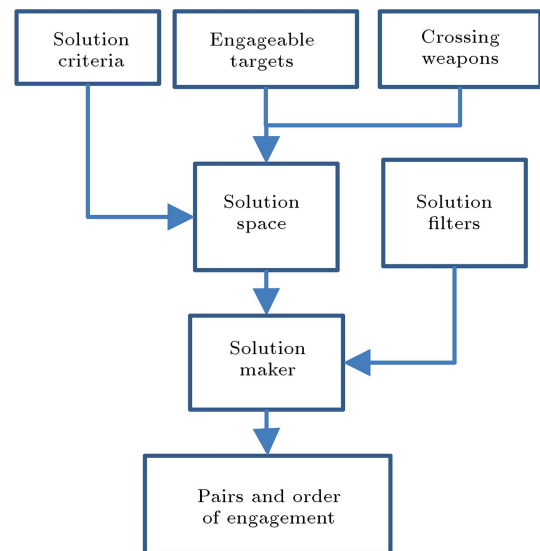 Solution
criteria
Engageable
targets
Crossing
weapons
Solution
space
Solution
filters
Solution
maker
Pairs and order
of engagement